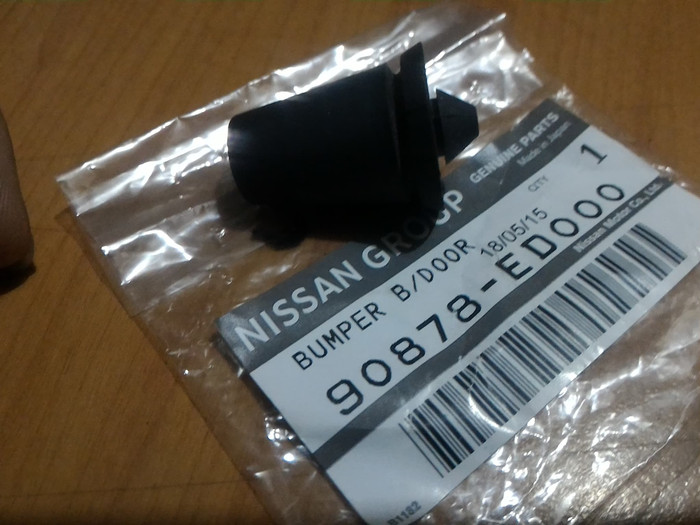 NISSAN GROUP
GENUINE PARTS
Made in Japan
BUMPER B/DOOR
18/05/15
QTY
1
90878-ED000
Nissan Motor Co., Ltd.